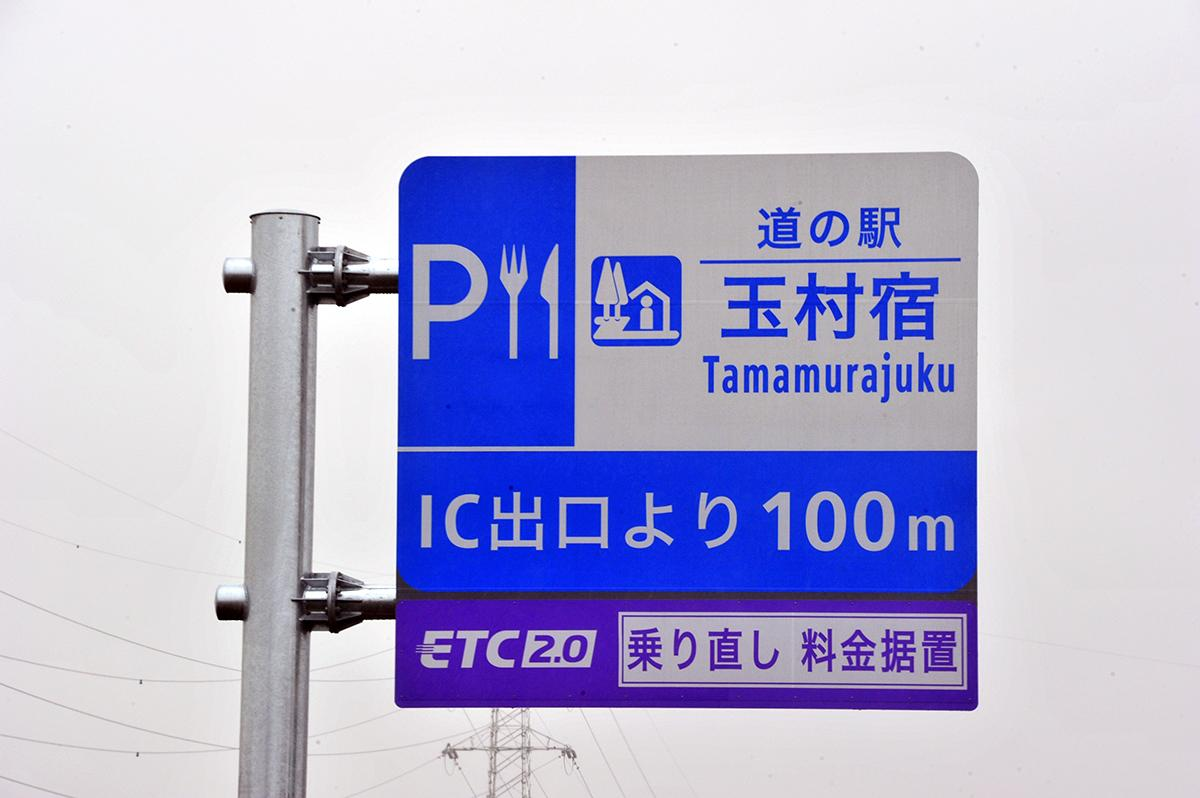 P
道の駅
玉村宿
Tamamurajuku
IC出口より100m
ETC2.0 乗り直し 料金据置